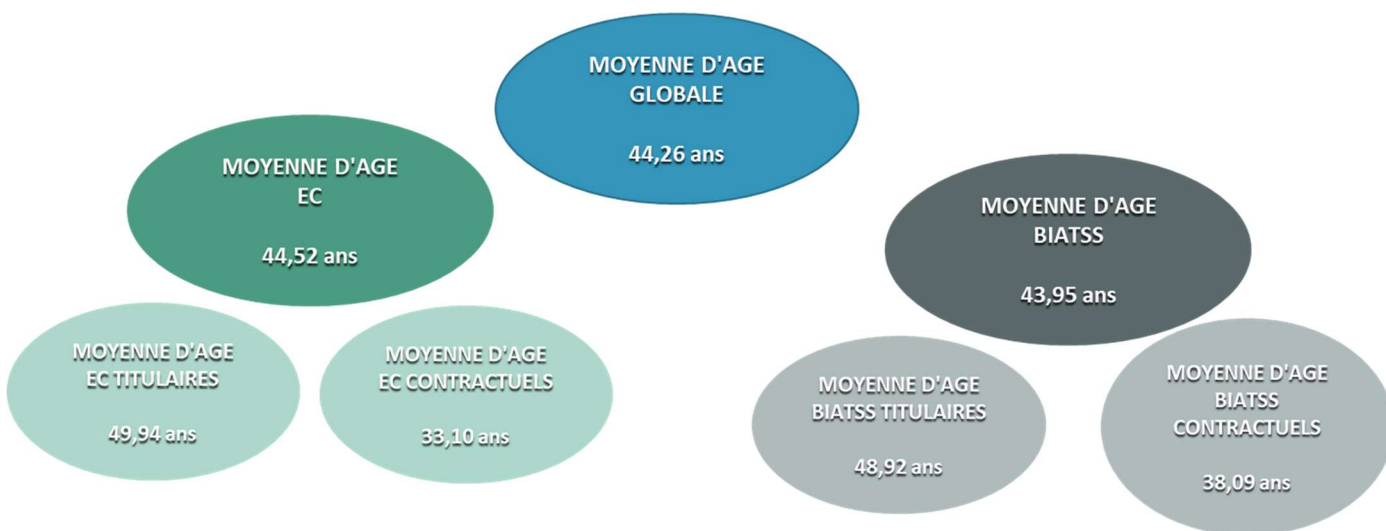 MOYENNE D'AGE
GLOBALE
44,26 ans
MOYENNE D'AGE
EC
44,52 ans
MOYENNE D'AGE
BIATSS
43,95 ans
MOYENNE D'AGE
EC TITULAIRES
49,94 ans
MOYENNE D'AGE
EC CONTRACTUELS
33,10 ans
MOYENNE D'AGE
BIATSS TITULAIRES
48,92 ans
MOYENNE D'AGE
BIATSS
CONTRACTUELS
38,09 ans